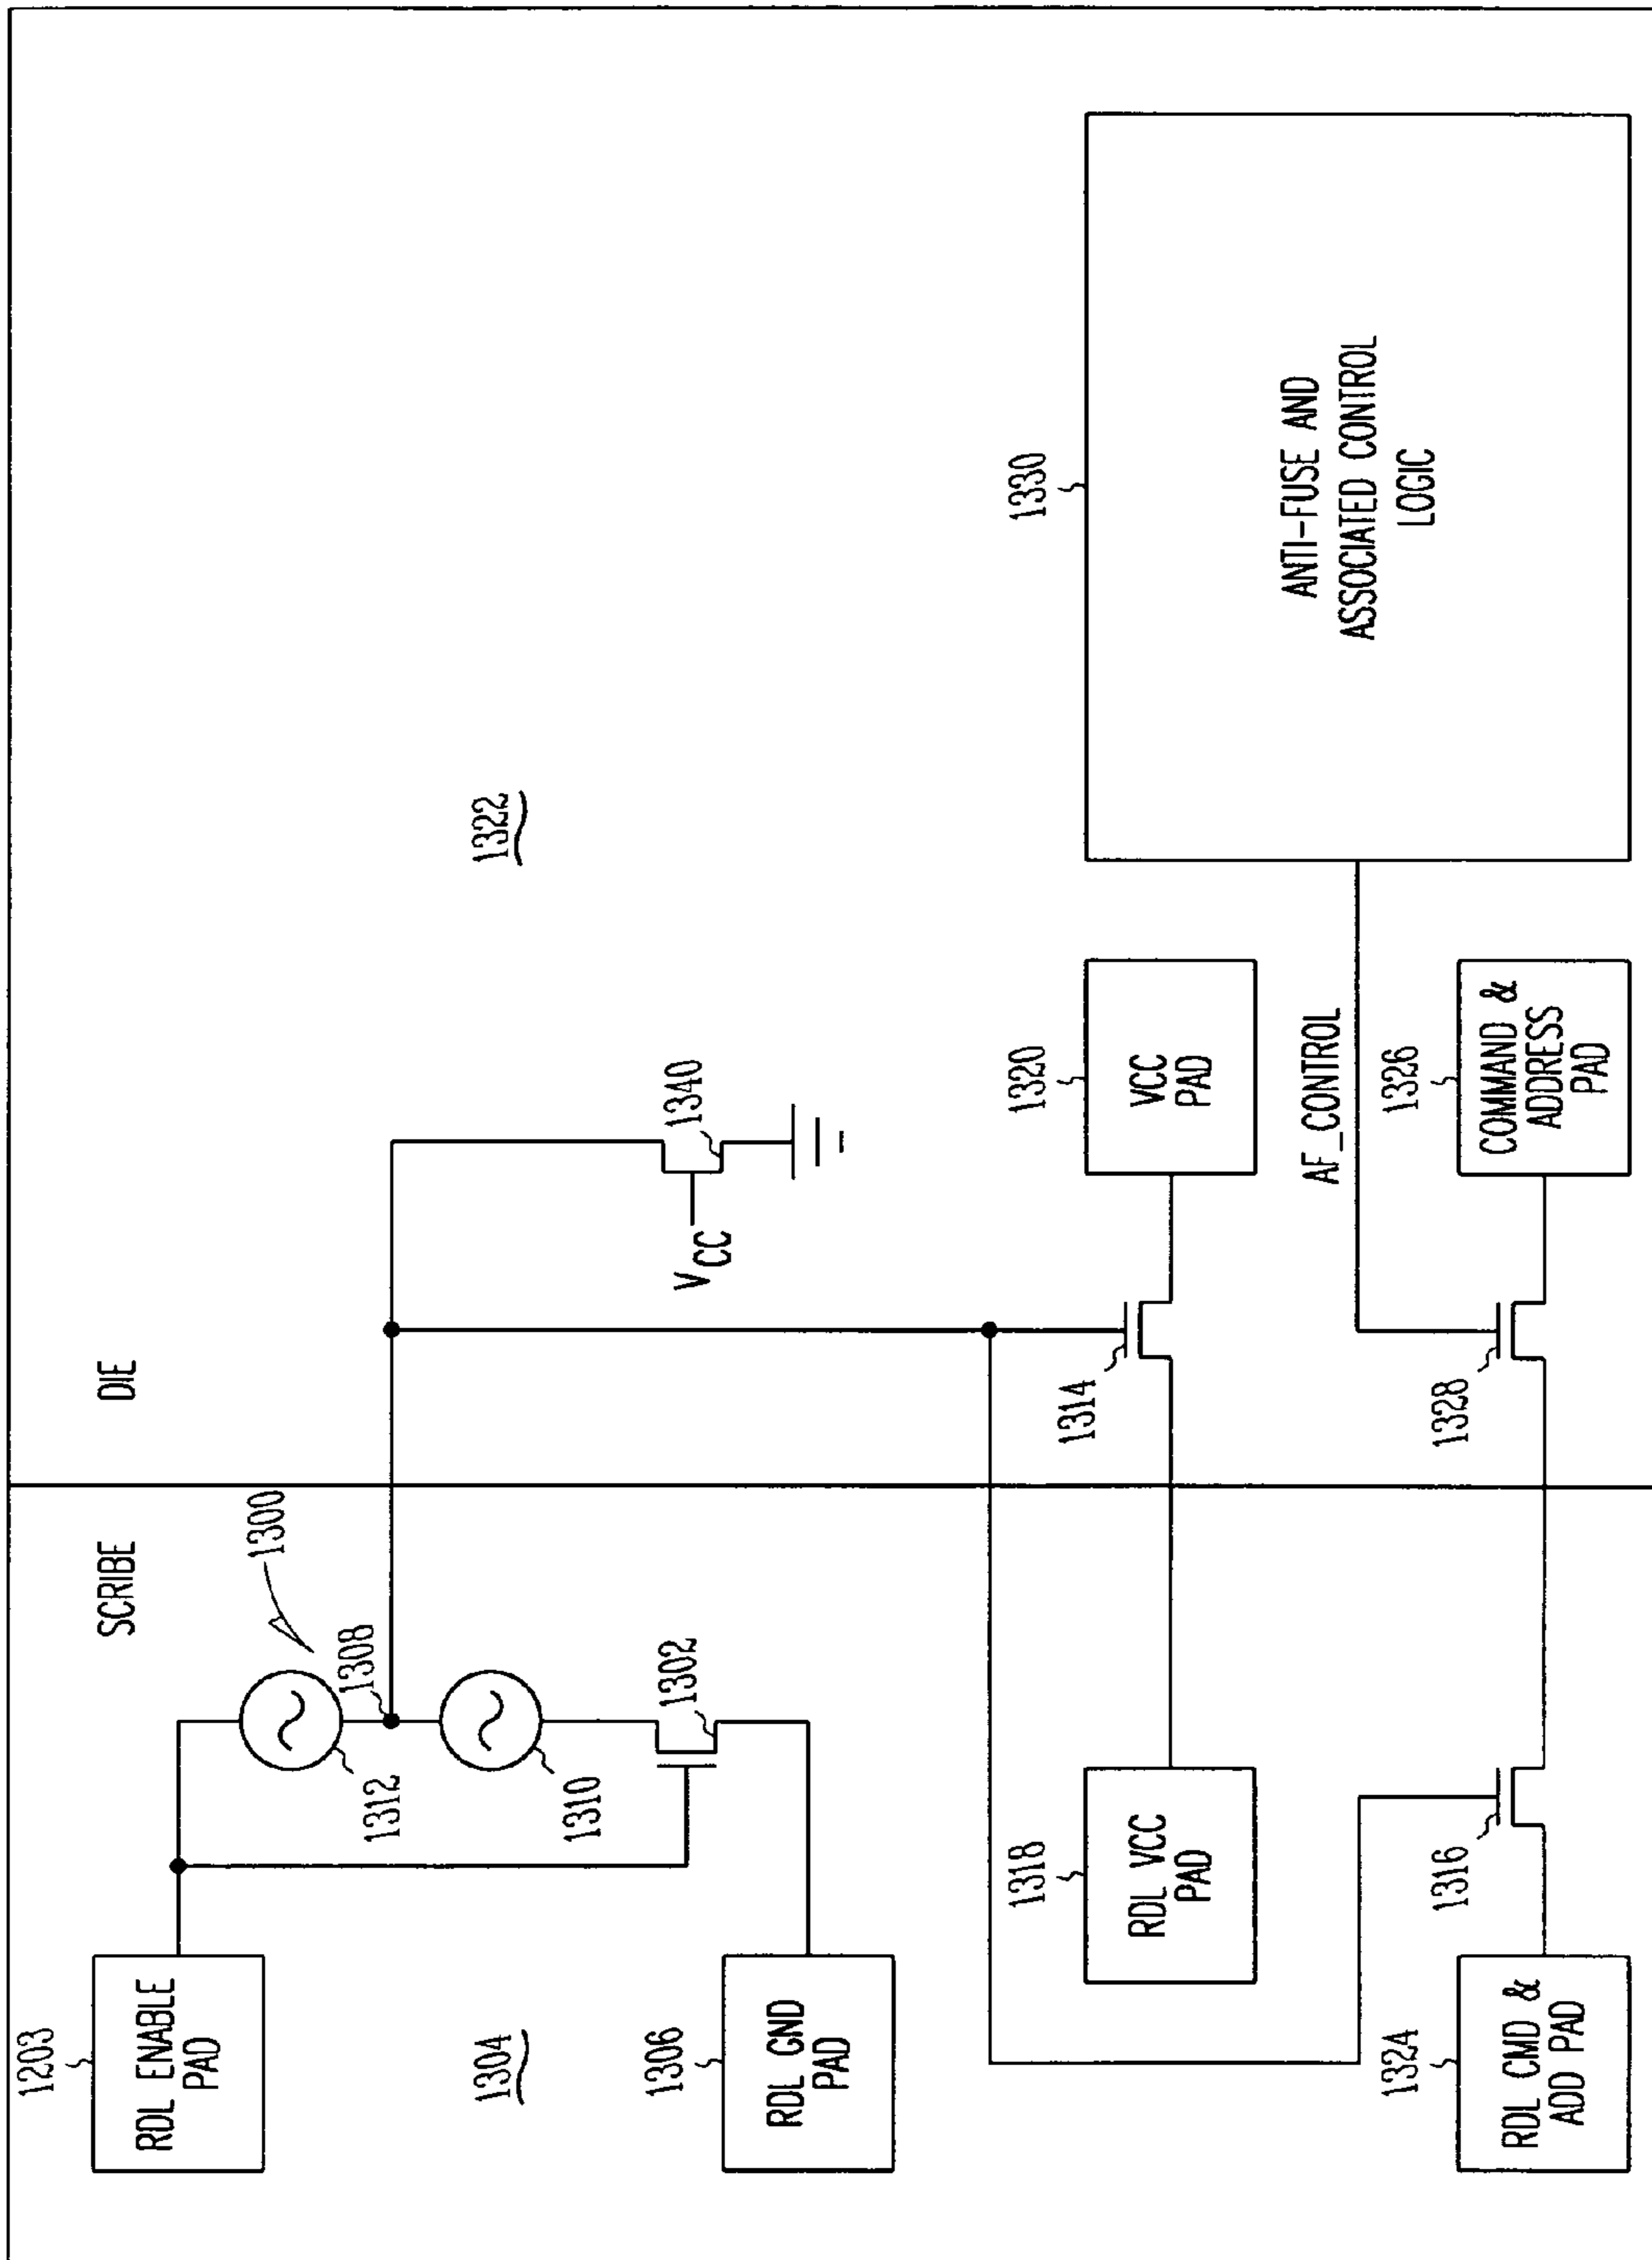 SCRIBE
DIE
1203
RDL ENABLE
PAD
1300
1312
1308
1310
1302
1304
1306
RDL GND
PAD
1322
1340
VCC
1318
RDL VCC
PAD
1314
1320
VCC
PAD
1330
ANTI-FUSE AND
ASSOCIATED CONTROL
LOGIC
AF_CONTROL
1324
RDL CMD &
ADD PAD
1316
1328
1326
COMMAND &
ADDRESS
PAD